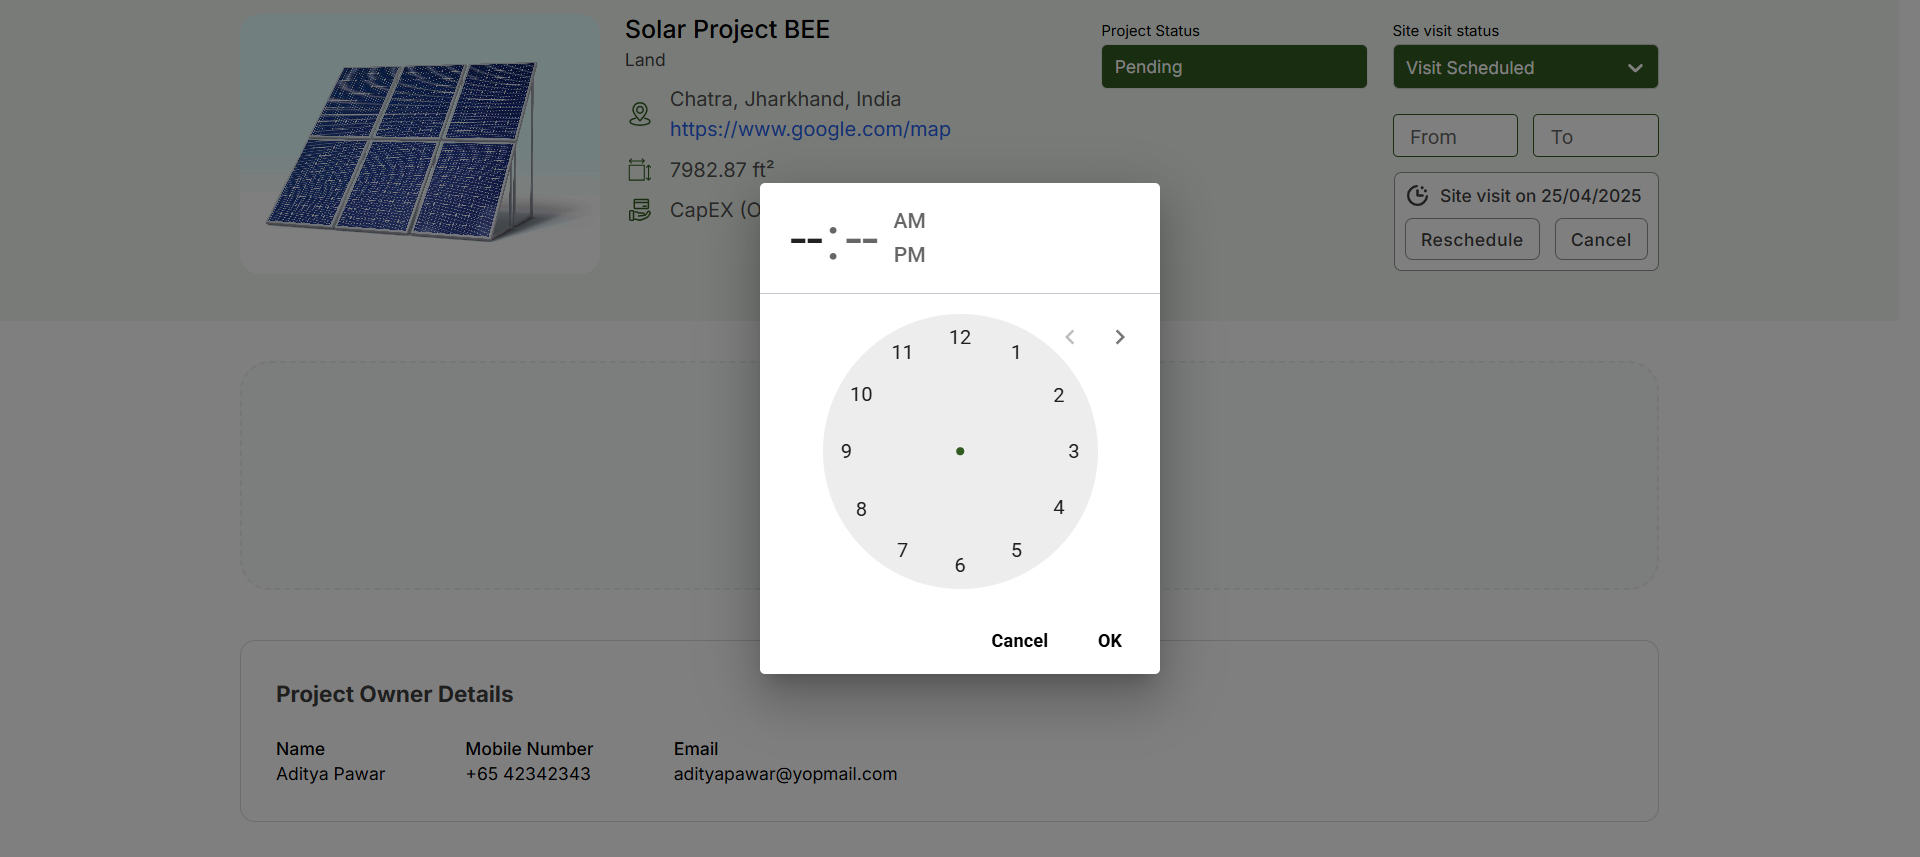 Solar Project BEE
Land
Chatra, Jharkhand, India
https://www.google.com/map
7982.87 ft²
CapEX (O
Project Status
Pending
Site visit status
Visit Scheduled
From
To
Site visit on 25/04/2025
Reschedule
Cancel
--:--
AM
PM
12
1
2
3
4
5
6
7
8
9
10
11
Cancel
OK
Project Owner Details
Name
Aditya Pawar
Mobile Number
+65 42342343
Email
adityapawar@yopmail.com